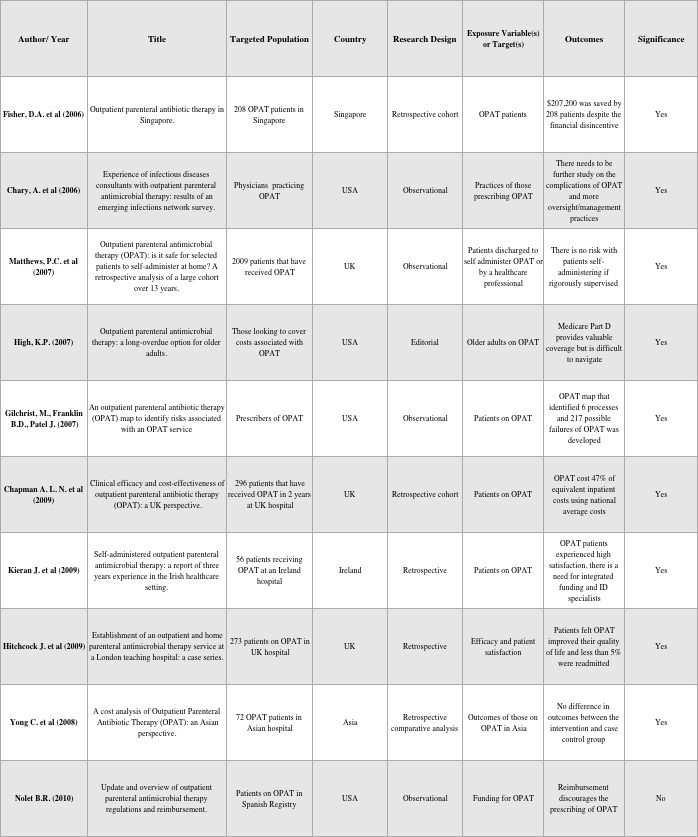 Author/ Year
Title
Targeted Population
Country
Research Design
Exposure Variable(s)
or Target(s)
Outcomes
Significance
Fisher, D.A. et al (2006)
Outpatient parenteral antibiotic therapy in
Singapore.
208 OPAT patients in
Singapore
Singapore
Retrospective cohort
OPAT patients
$207,200 was saved by
208 patients despite the
financial disincentive
Yes
Chary, A. et al (2006)
Experience of infectious diseases
consultants with outpatient parenteral
antimicrobial therapy: results of an
emerging infections network survey.
Physicians practicing
OPAT
USA
Observational
Practices of those
prescribing OPAT
There needs to be
further study on the
complications of OPAT
and more
oversight/management
practices
Yes
Matthews, P.C. et al
(2007)
Outpatient parenteral antimicrobial
therapy (OPAT): is it safe for selected
patients to self-administer at home? A
retrospective analysis of a large cohort
over 13 years.
2009 patients that have
received OPAT
UK
Observational
Patients discharged to
self administer OPAT or
by a healthcare
professional
There is no risk with
patients self-
administering if
rigorously supervised
Yes
High, K.P. (2007)
Outpatient parenteral antimicrobial
therapy: a long-overdue option for older
adults.
Those looking to cover
costs associated with
OPAT
USA
Editorial
Older adults on OPAT
Medicare Part D
provides valuable
coverage but is difficult
to navigate
Yes
Gilchrist, M., Franklin
B.D., Patel J. (2007)
An outpatient parenteral antibiotic therapy
(OPAT) map to identify risks associated
with an OPAT service
Prescribers of OPAT
USA
Observational
Patients on OPAT
OPAT map that
identified 6 processes
and 217 possible
failures of OPAT was
developed
Yes
Chapman A. L. N. et al
(2009)
Clinical efficacy and cost-effectiveness of
outpatient parenteral antibiotic therapy
(OPAT): a UK perspective.
296 patients that have
received OPAT in 2 years
at UK hospital
UK
Retrospective cohort
Patients on OPAT
OPAT cost 47% of
equivalent inpatient
costs using national
average costs
Yes
Kieran J. et al (2009)
Self-administered outpatient parenteral
antimicrobial therapy: a report of three
years experience in the Irish healthcare
setting.
56 patients receiving
OPAT at an Ireland
hospital
Ireland
Retrospective
Patients on OPAT
OPAT patients
experienced high
satisfaction, there is a
need for integrated
funding and ID
specialists
Yes
Hitchcock J. et al (2009)
Establishment of an outpatient and home
parenteral antimicrobial therapy service at
a London teaching hospital: a case series.
273 patients on OPAT in
UK hospital
UK
Retrospective
Efficacy and patient
satisfaction
Patients felt OPAT
improved their quality
of life and less than 5%
were readmitted
Yes
Yong C. et al (2008)
A cost analysis of Outpatient Parenteral
Antibiotic Therapy (OPAT): an Asian
perspective.
72 OPAT patients in
Asian hospital
Asia
Retrospective
comparative analysis
Outcomes of those on
OPAT in Asia
No difference in
outcomes between the
intervention and case
control group
Yes
Nolet B.R. (2010)
Update and overview of outpatient
parenteral antimicrobial therapy
regulations and reimbursement.
Patients on OPAT in
Spanish Registry
USA
Observational
Funding for OPAT
Reimbursement
discourages the
prescribing of OPAT
No